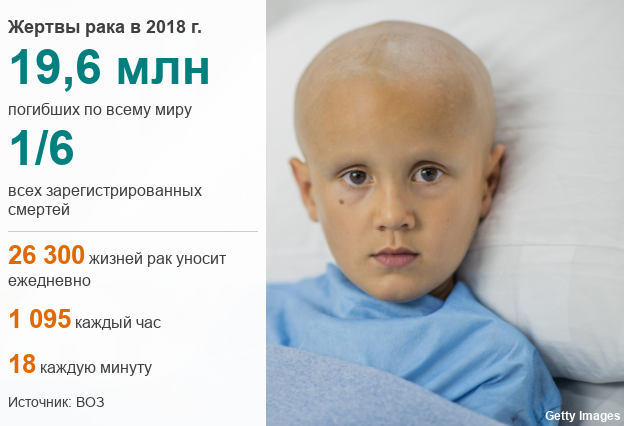 Жертвы рака в 2018 г.
19,6 млн
погибших по всему миру
1/6
всех зарегистрированных
смертей
26 300 жизней рак уносит
ежедневно
1 095 каждый час
18 каждую минуту
Источник: ВОЗ
Getty Images